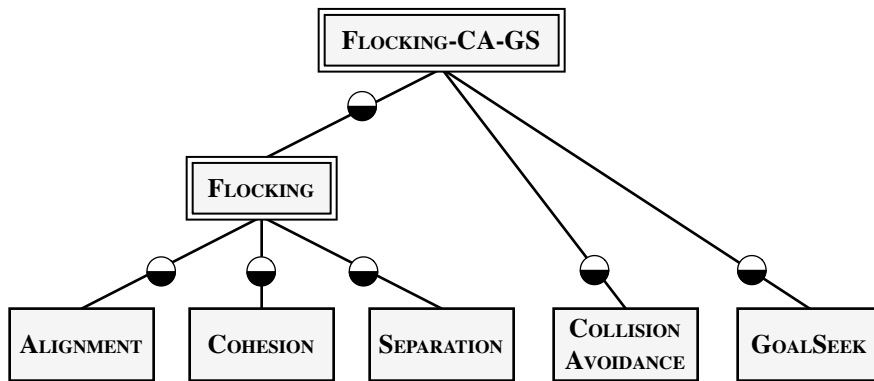 FLOCKING-CA-GS
FLOCKING
ALIGNMENT
COHESION
SEPARATION
COLLISION
AVOIDANCE
GOALSEEK